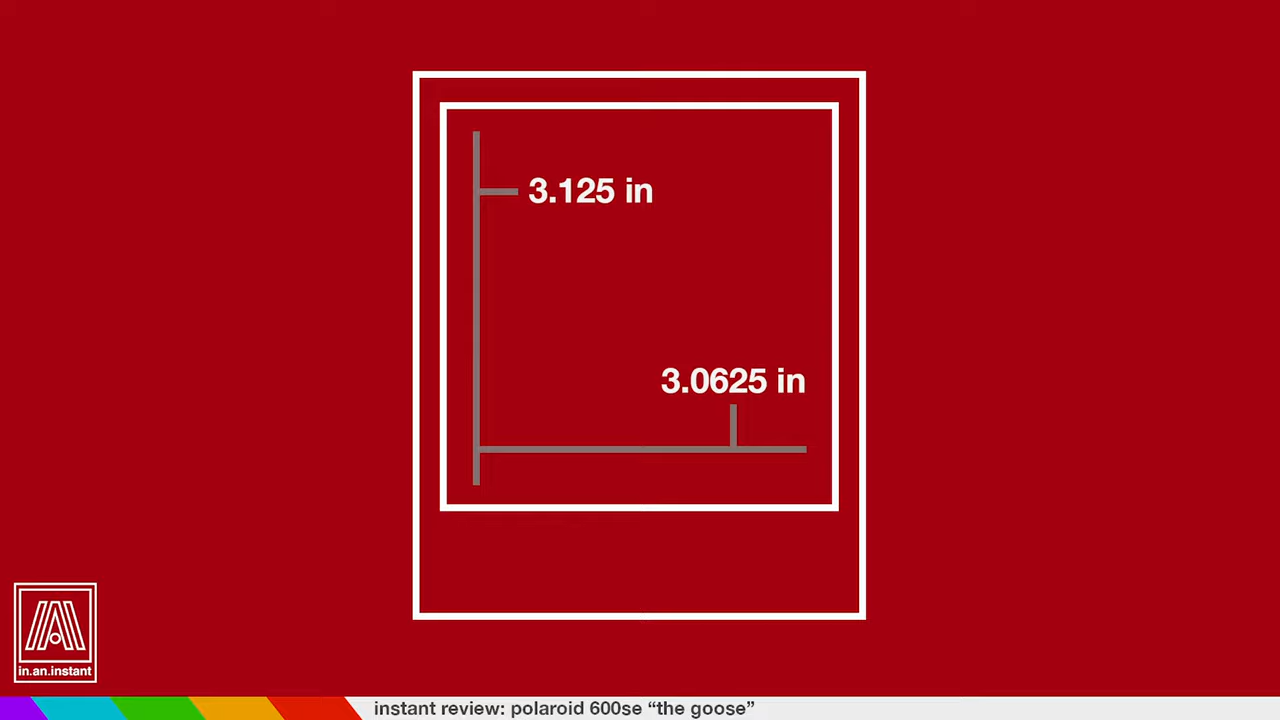 3.125 in
3.0625 in
in.an.instant
instant review: polaroid 600se “the goose”